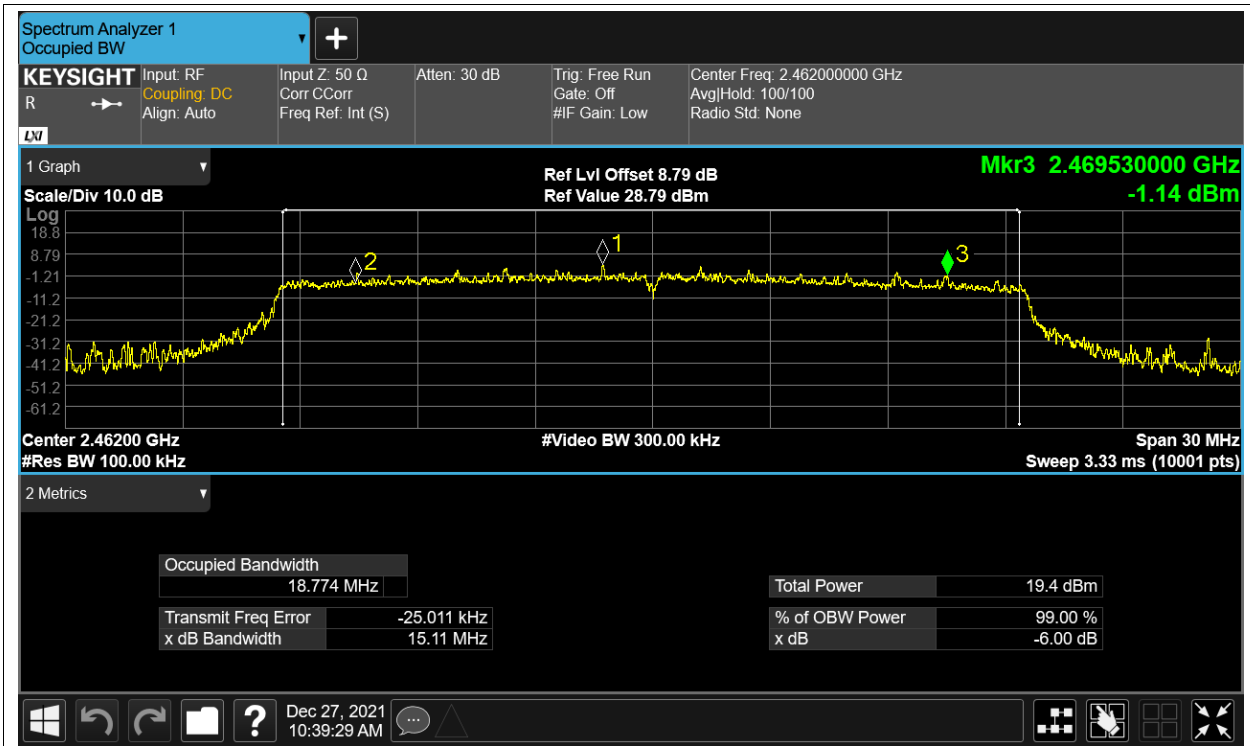 Spectrum Analyzer 1
Occupied BW
KEYSIGHT
R
LXI
Input: RF
Coupling: DC
Align: Auto
Input Z: 50 Ω
Corr CCorr
Freq Ref: Int (S)
Atten: 30 dB
Trig: Free Run
Gate: Off
#IF Gain: Low
Center Freq: 2.462000000 GHz
Avg|Hold: 100/100
Radio Std: None
1 Graph
Scale/Div 10.0 dB
Ref Lvl Offset 8.79 dB
Ref Value 28.79 dBm
Mkr3 2.469530000 GHz
-1.14 dBm
Log
18.8
8.79
-1.21
-11.2
-21.2
-31.2
-41.2
-51.2
-61.2
2
1
3
Center 2.46200 GHz
#Res BW 100.00 kHz
#Video BW 300.00 kHz
Span 30 MHz
Sweep 3.33 ms (10001 pts)
2 Metrics
Occupied Bandwidth
18.774 MHz
Transmit Freq Error -25.011 kHz
x dB Bandwidth 15.11 MHz
Total Power 19.4 dBm
% of OBW Power 99.00 %
x dB -6.00 dB
?
Dec 27, 2021
10:39:29 AM